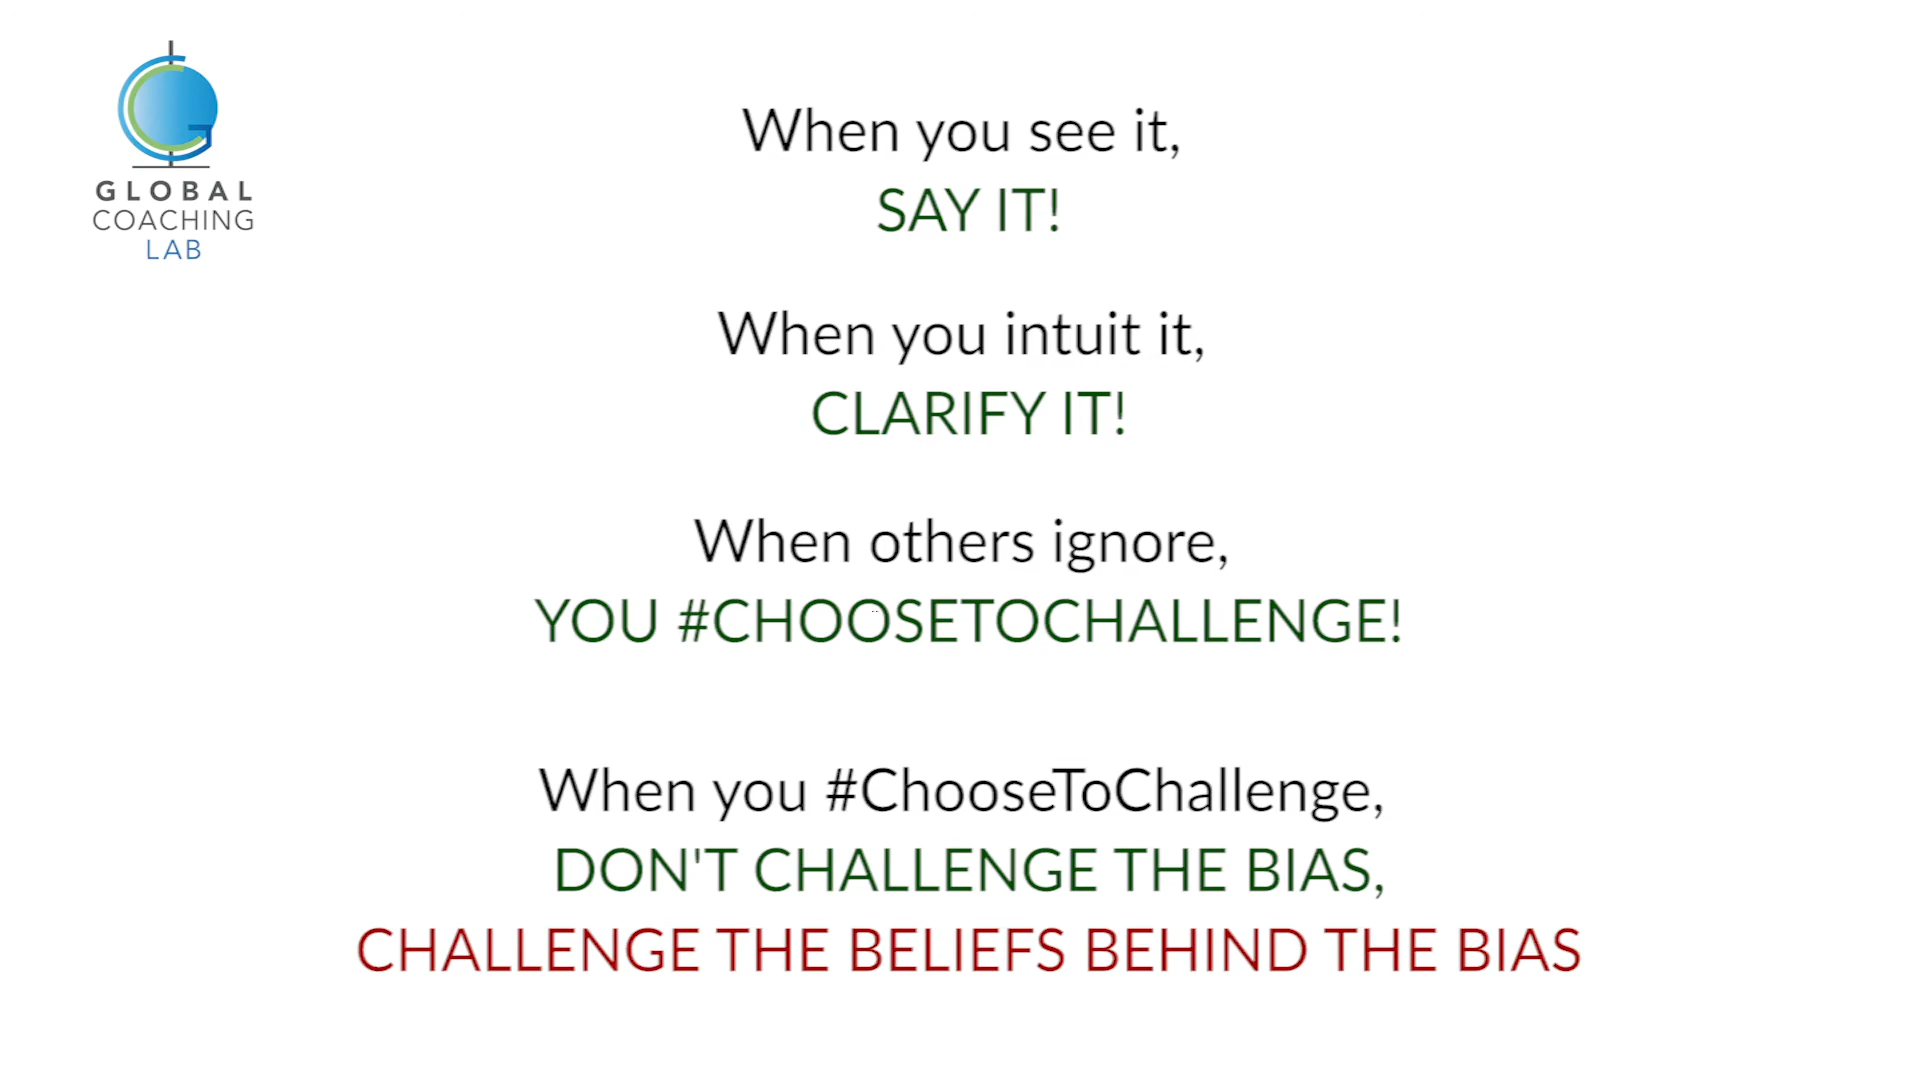 GLOBAL
COACHING
LAB
When you see it,
SAY IT!
When you intuit it,
CLARIFY IT!
When others ignore,
YOU #CHOOSETOCHALLENGE!
When you #ChooseToChallenge,
DON'T CHALLENGE THE BIAS,
CHALLENGE THE BELIEFS BEHIND THE BIAS